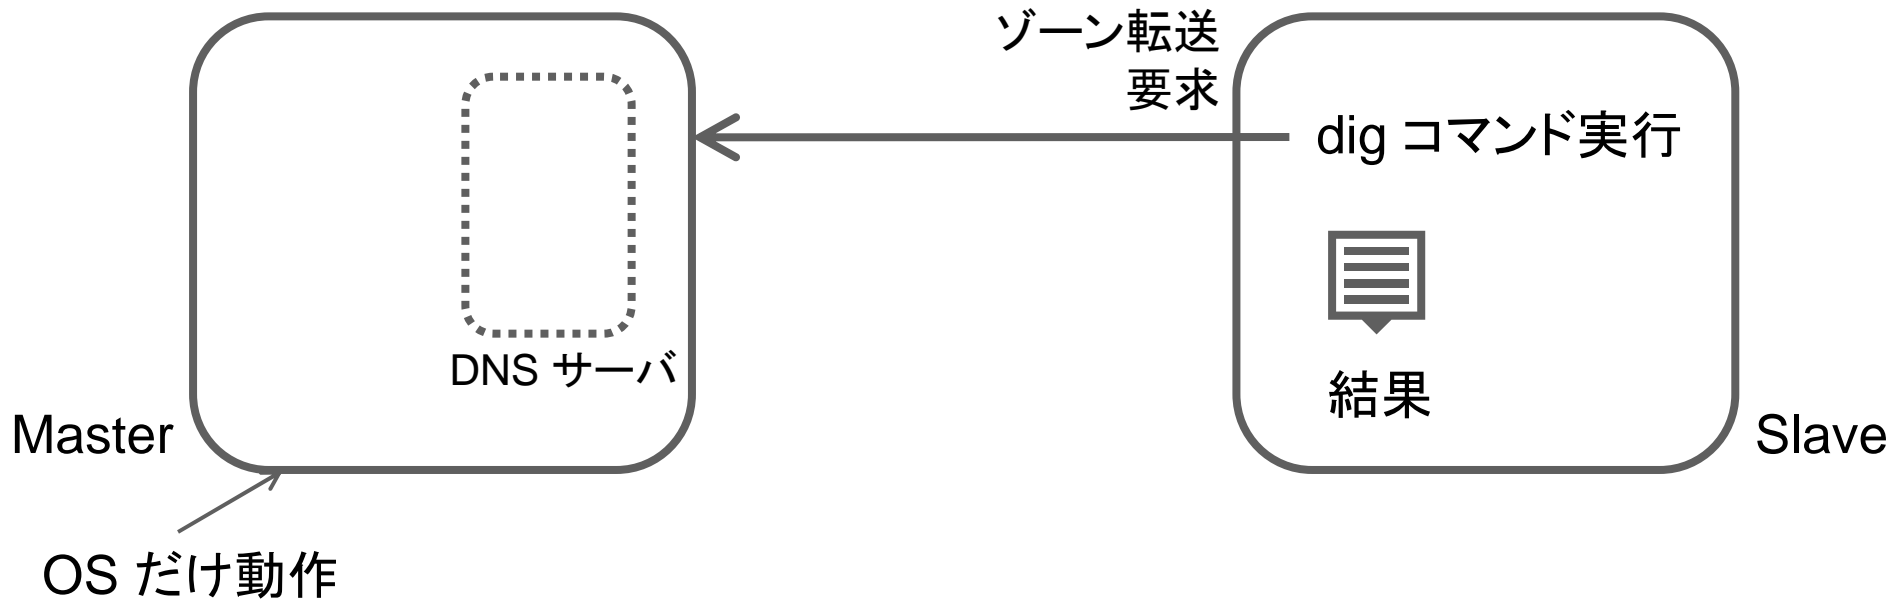 ゾーン転送
要求
dig コマンド実行
DNS サーバ
結果
Master
Slave
OS だけ動作